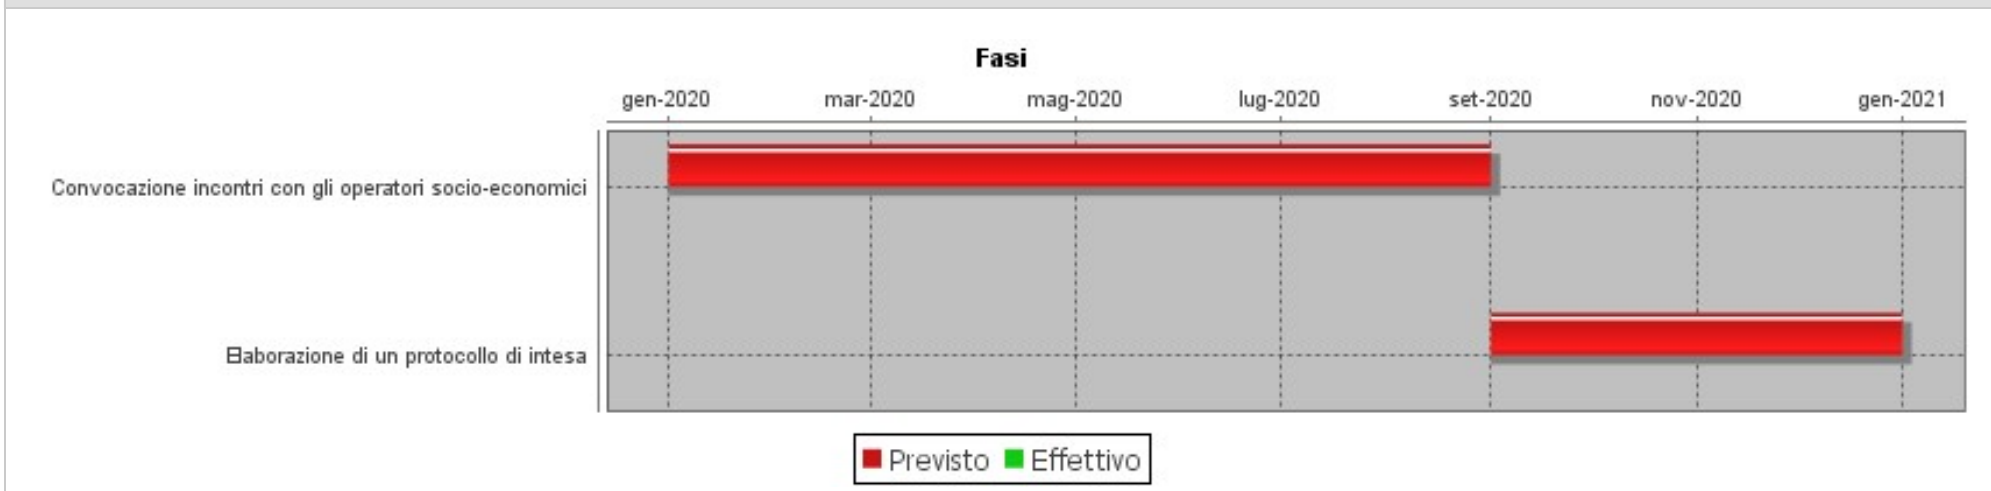 Fasi
gen-2020 mar-2020 mag-2020 lug-2020 set-2020 nov-2020 gen-2021
Convocazione incontri con gli operatori socio-economici
Elaborazione di un protocollo di intesa
Previsto Effettivo